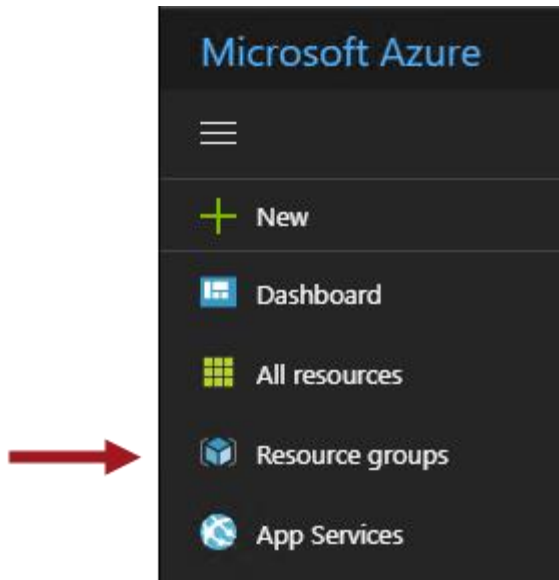 Microsoft Azure
New
Dashboard
All resources
Resource groups
App Services